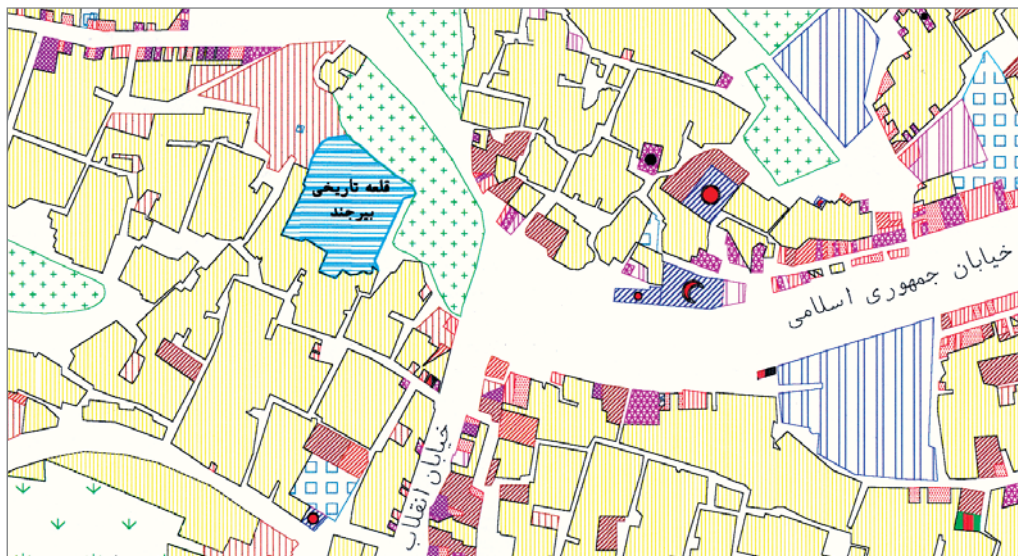 قلعه تاریخی
بیرجند
خیابان جمهوری اسلامی
خیابان انقلاب